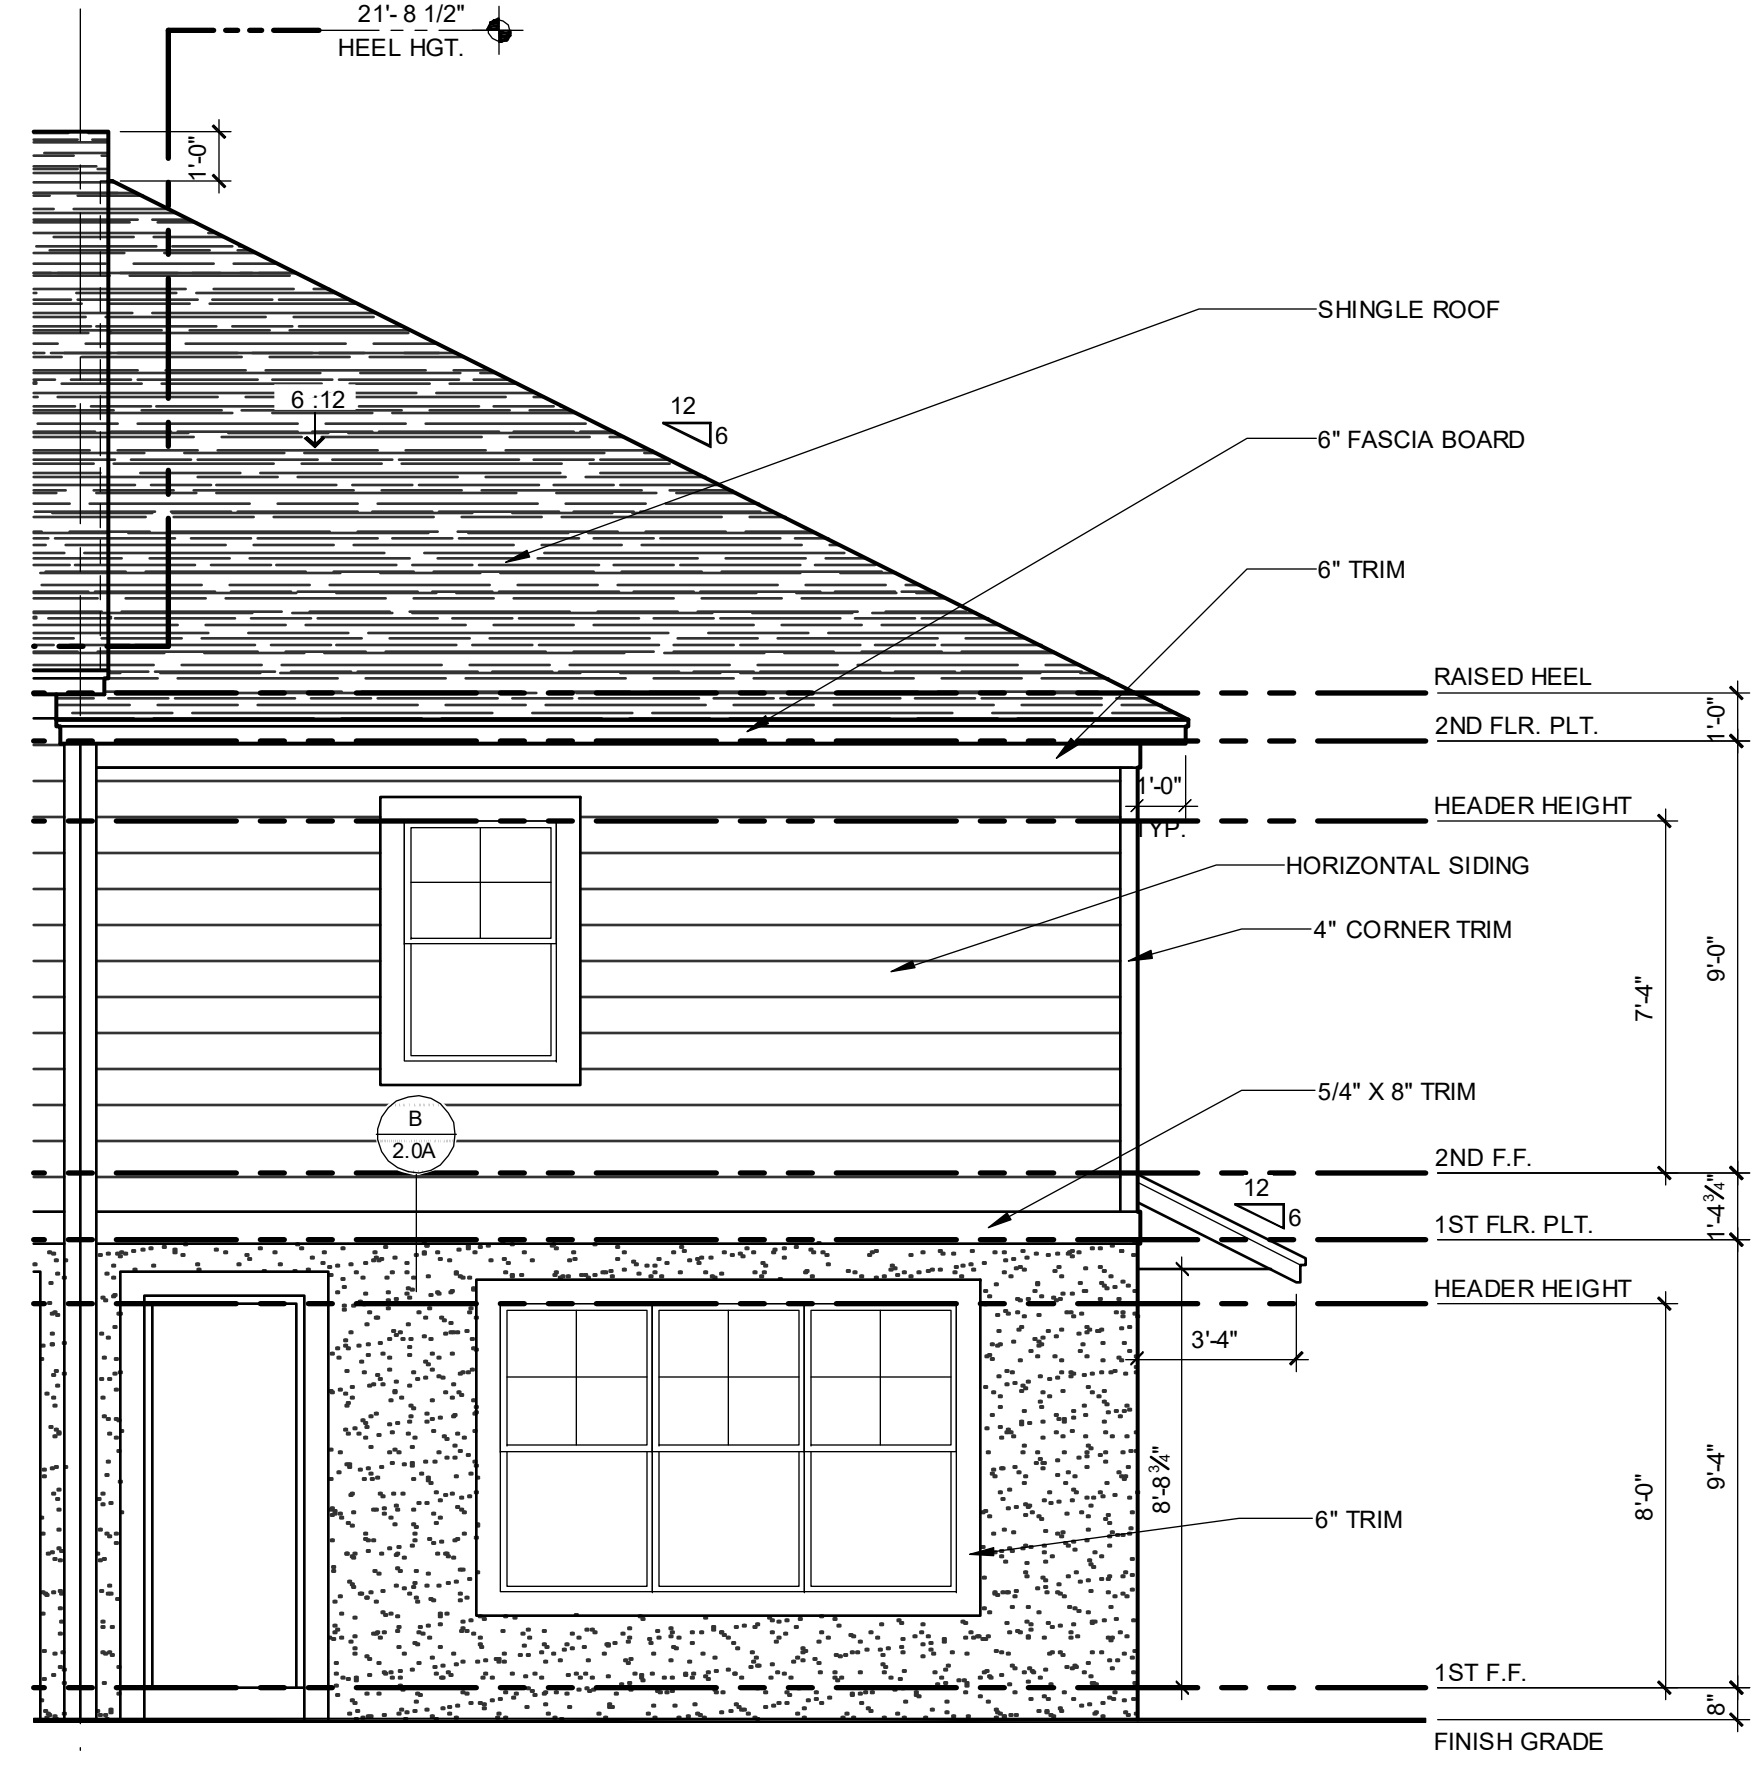 21'- 8 1/2"
HEEL HGT.
1'-0"
SHINGLE ROOF
6 :12
12
6
6" FASCIA BOARD
6" TRIM
RAISED HEEL
1'-0"
2ND FLR. PLT.
1'-0"
TYP.
HEADER HEIGHT
HORIZONTAL SIDING
4" CORNER TRIM
9'-0"
7'-4"
5/4" X 8" TRIM
B
2.0A
2ND F.F.
12
6
1'-4¾"
1ST FLR. PLT.
HEADER HEIGHT
3'-4"
8'-8¾"
9'-4"
8'-0"
6" TRIM
1ST F.F.
8"
FINISH GRADE